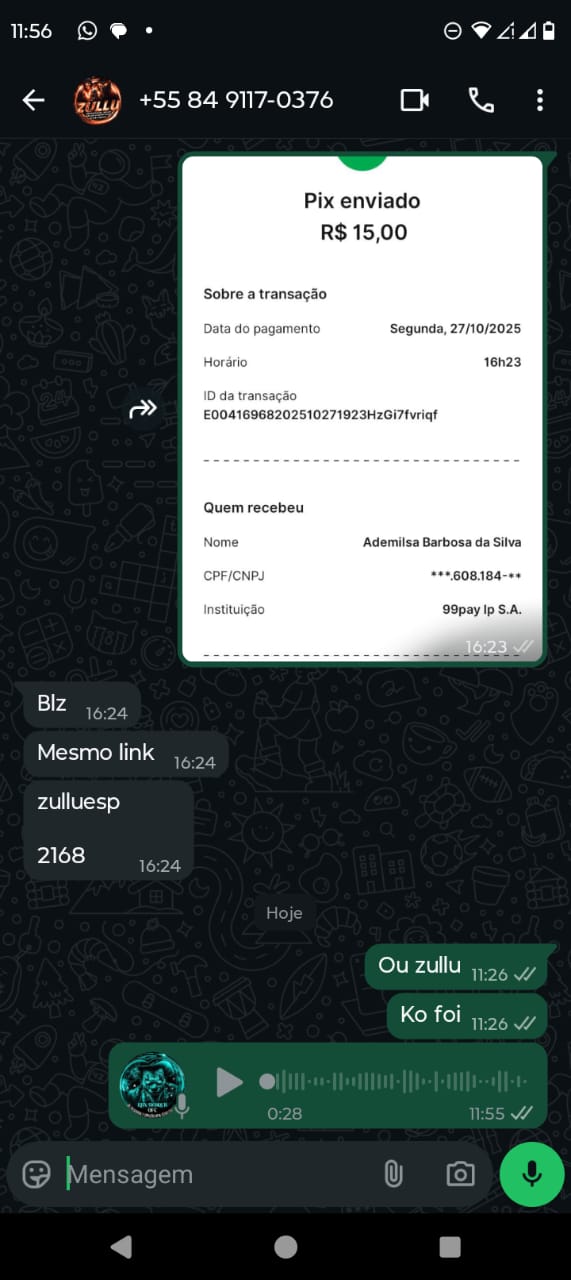 11:56
ZULLU
+55 84 9117-0376
Pix enviado
R$ 15,00
Sobre a transação
Data do pagamento Segunda, 27/10/2025
Horário 16h23
ID da transação
E00416968202510271923HzGi7fvriqf
Quem recebeu
Nome Ademilsa Barbosa da Silva
CPF/CNPJ ***.608.184-**
Instituição 99pay Ip S.A.
16:23
Blz 16:24
Mesmo link 16:24
zulluesp
2168 16:24
Hoje
Ou zullu 11:26
Ko foi 11:26
0:28 11:55
Mensagem